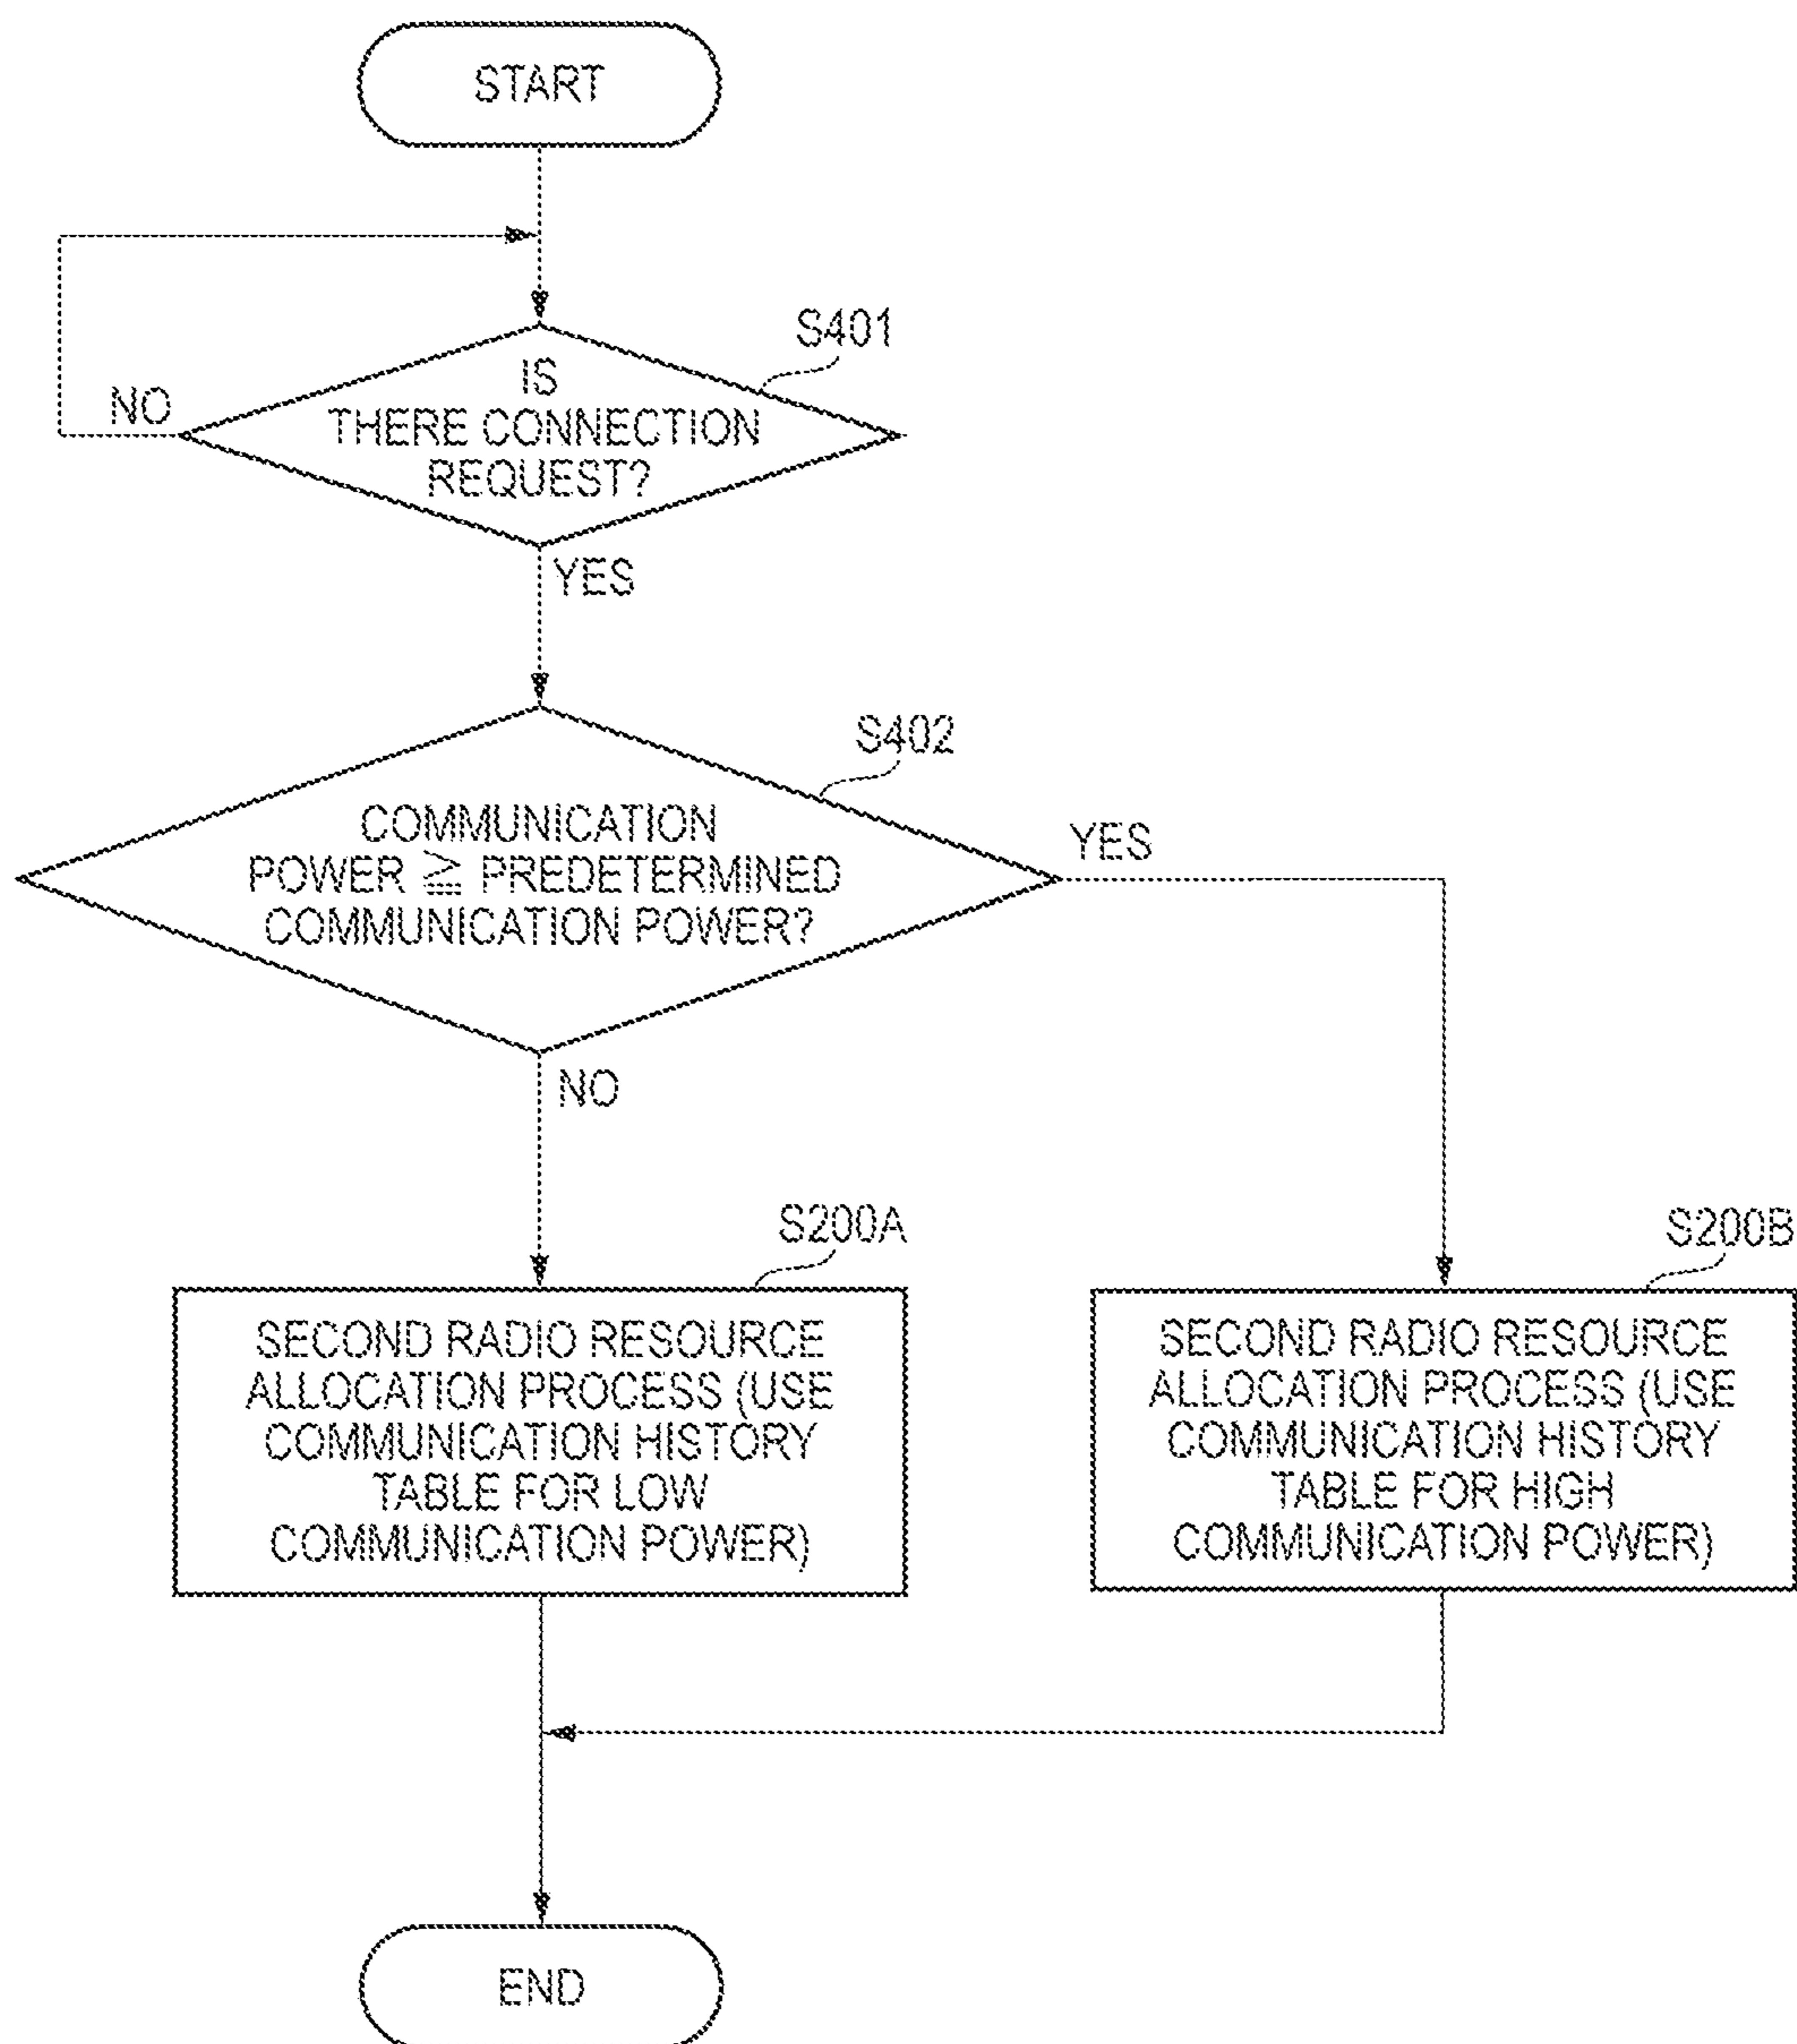 START
S401
IS
THERE CONNECTION
REQUEST?
NO
YES
S402
COMMUNICATION
POWER ≧ PREDETERMINED
COMMUNICATION POWER?
YES
NO
S200A
SECOND RADIO RESOURCE
ALLOCATION PROCESS (USE
COMMUNICATION HISTORY
TABLE FOR LOW
COMMUNICATION POWER)
S200B
SECOND RADIO RESOURCE
ALLOCATION PROCESS (USE
COMMUNICATION HISTORY
TABLE FOR HIGH
COMMUNICATION POWER)
END